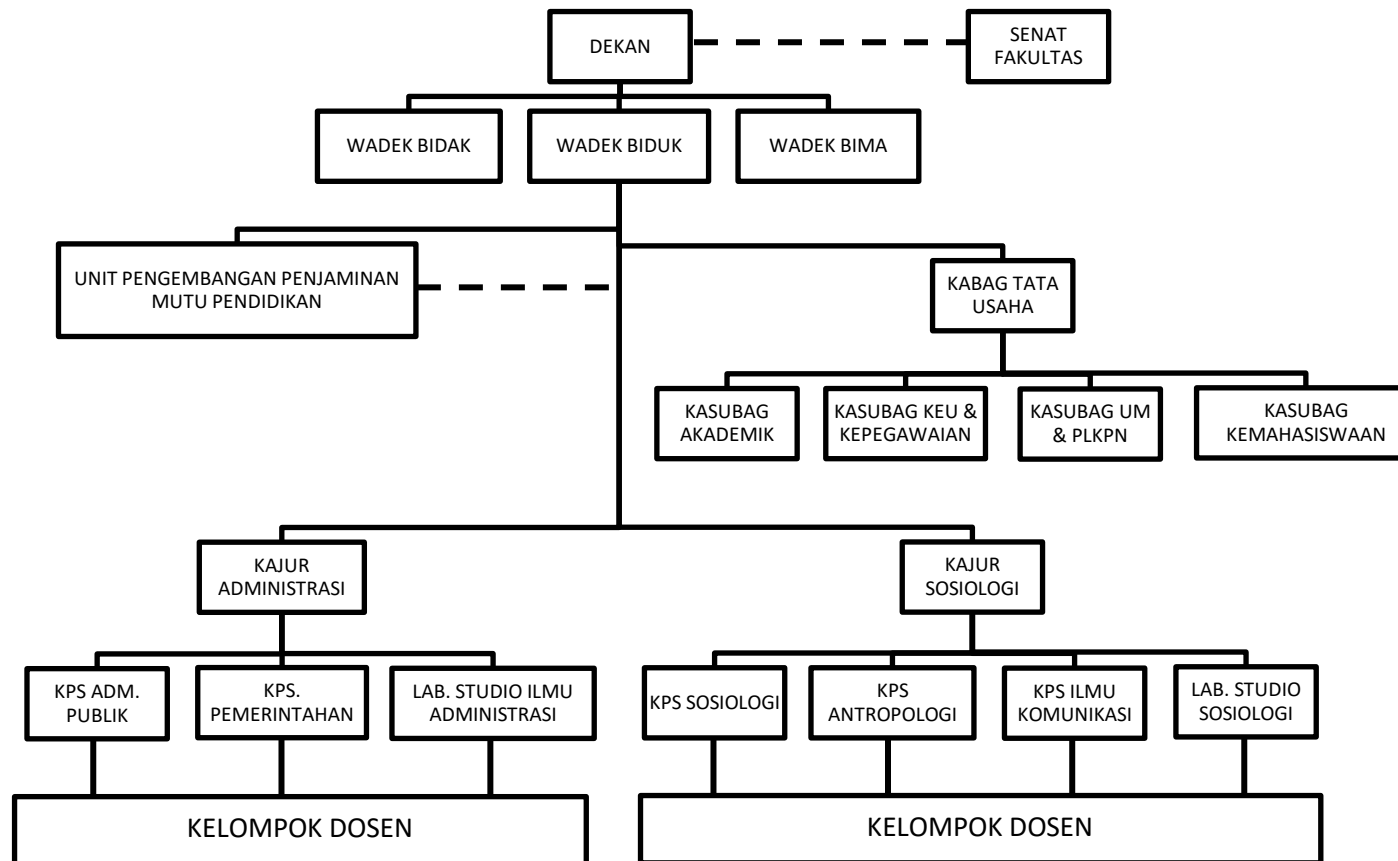 DEKAN
SENAT
FAKULTAS
WADEK BIDAK
WADEK BIDUK
WADEK BIMA
UNIT PENGEMBANGAN PENJAMINAN
MUTU PENDIDIKAN
KABAG TATA
USAHA
KASUBAG
AKADEMIK
KASUBAG KEU &
KEPEGAWAIAN
KASUBAG UM
& PLKPN
KASUBAG
KEMAHASISWAAN
KAJUR
ADMINISTRASI
KAJUR
SOSIOLOGI
KPS ADM.
PUBLIK
KPS.
PEMERINTAHAN
LAB. STUDIO ILMU
ADMINISTRASI
KPS SOSIOLOGI
KPS
ANTROPOLOGI
KPS ILMU
KOMUNIKASI
LAB. STUDIO
SOSIOLOGI
KELOMPOK DOSEN
KELOMPOK DOSEN